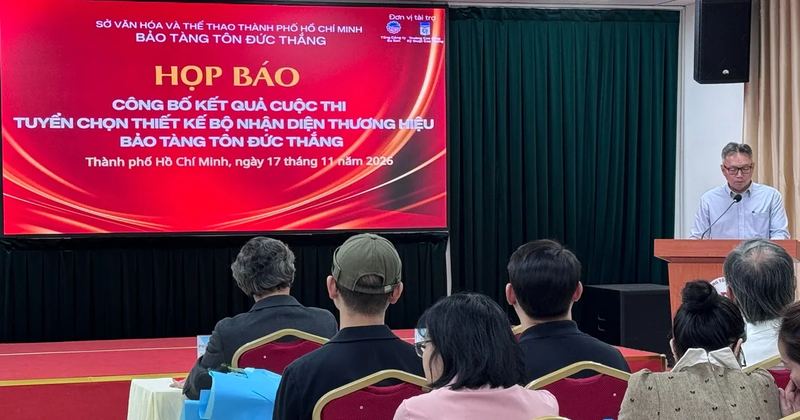 SỞ VĂN HÓA VÀ THỂ THAO THÀNH PHỐ HỒ CHÍ MINH
BẢO TÀNG TÔN ĐỨC THẮNG
Đơn vị tài trợ
HỌP BÁO
CÔNG BỐ KẾT QUẢ CUỘC THI
TUYỂN CHỌN THIẾT KẾ BỘ NHẬN DIỆN THƯƠNG HIỆU
BẢO TÀNG TÔN ĐỨC THẮNG
Thành phố Hồ Chí Minh, ngày 17 tháng 11 năm 2026